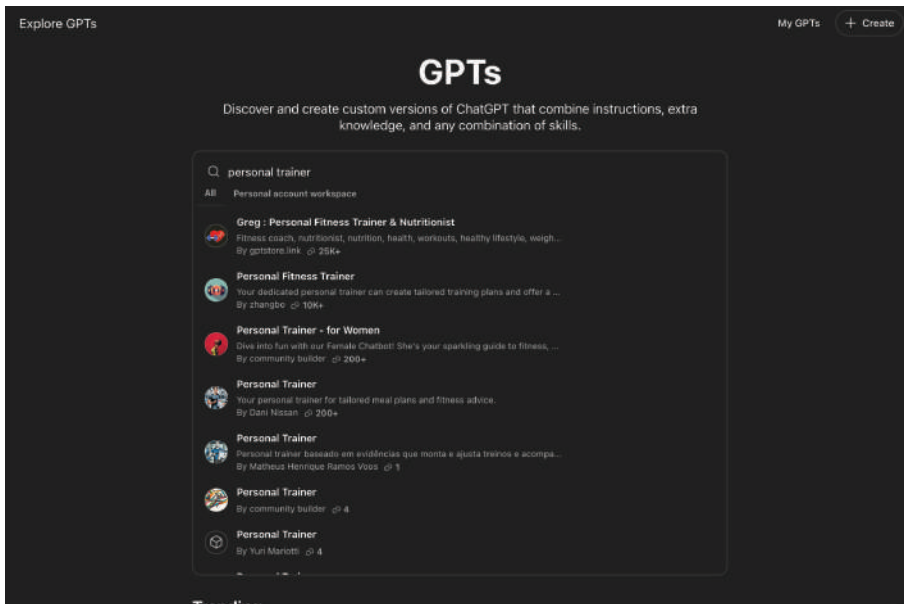 Explore GPTs
My GPTs
+ Create
GPTs
Discover and create custom versions of ChatGPT that combine instructions, extra
knowledge, and any combination of skills.
personal trainer
All Personal account workspace
Greg : Personal Fitness Trainer & Nutritionist
Fitness coach, nutritionist, nutrition, health, workouts, healthy lifestyle, weigh...
By gptstore.link 25K+
Personal Fitness Trainer
Your dedicated personal trainer can create tailored training plans and offer a ...
By zhangbo 10K+
Personal Trainer - for Women
Dive into fun with our Female Chatbot! She's your sparkling guide to fitness, ...
By community builder 200+
Personal Trainer
Your personal trainer for tailored meal plans and fitness advice.
By Dani Nissan 200+
Personal Trainer
Personal trainer baseado em evidências que monta e ajusta treinos e acompa...
By Matheus Henrique Ramos Voos 1
Personal Trainer
By community builder 4
Personal Trainer
By Yuri Mariotti 4